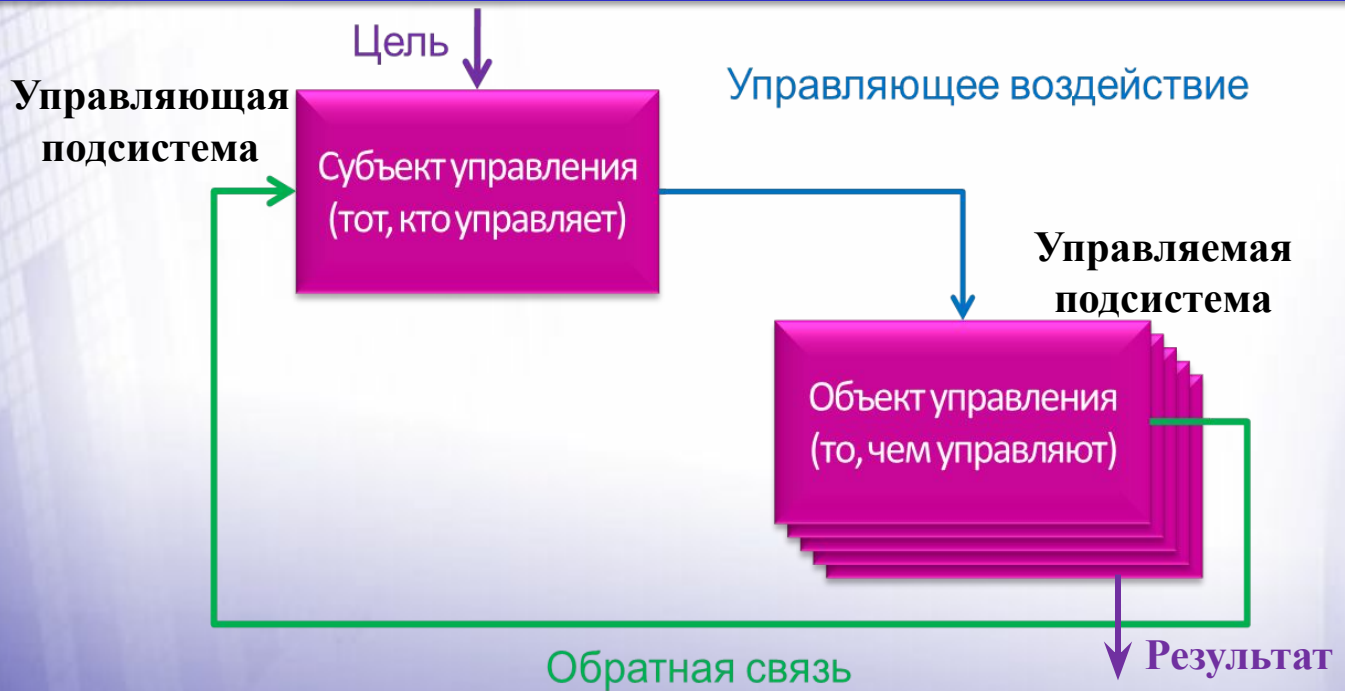 Цель
Управляющая
подсистема
Управляющее воздействие
Субъект управления
(тот, кто управляет)
Управляемая
подсистема
Объект управления
(то, чем управляют)
Обратная связь
Результат